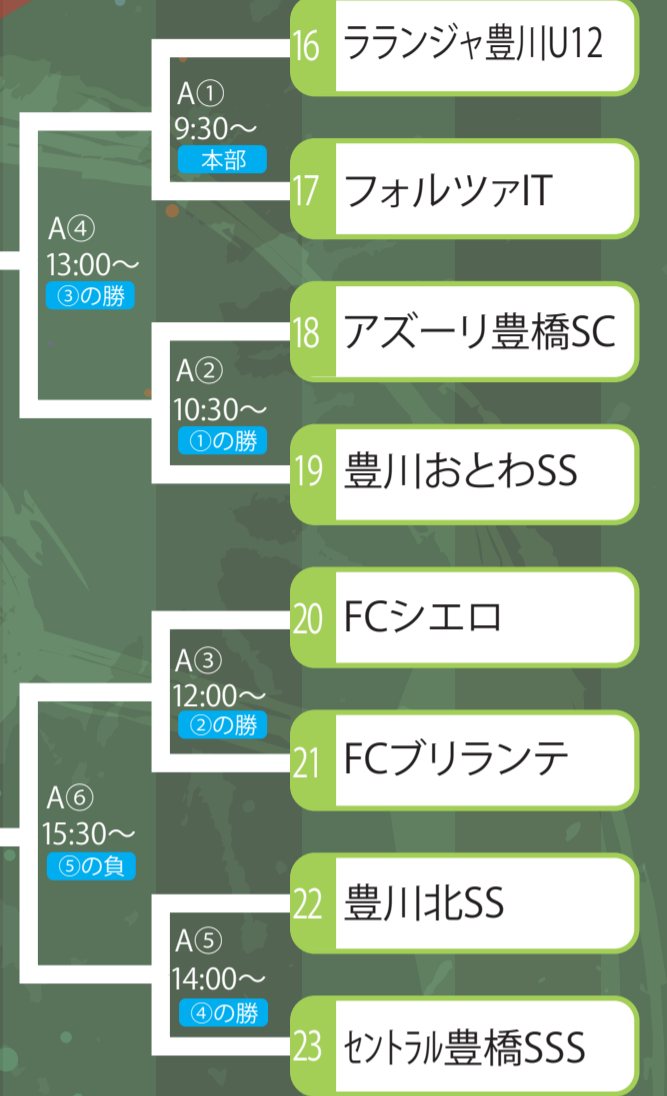 16 ラランジャ豊川U12
A①
9:30～
本部
17 フォルツァIT
A④
13:00～
③の勝
18 アズーリ豊橋SC
A②
10:30～
①の勝
19 豊川おとわSS
20 FCシエロ
A③
12:00～
②の勝
21 FCブリランテ
A⑥
15:30～
⑤の負
22 豊川北SS
A⑤
14:00～
④の勝
23 セントラル豊橋SSS